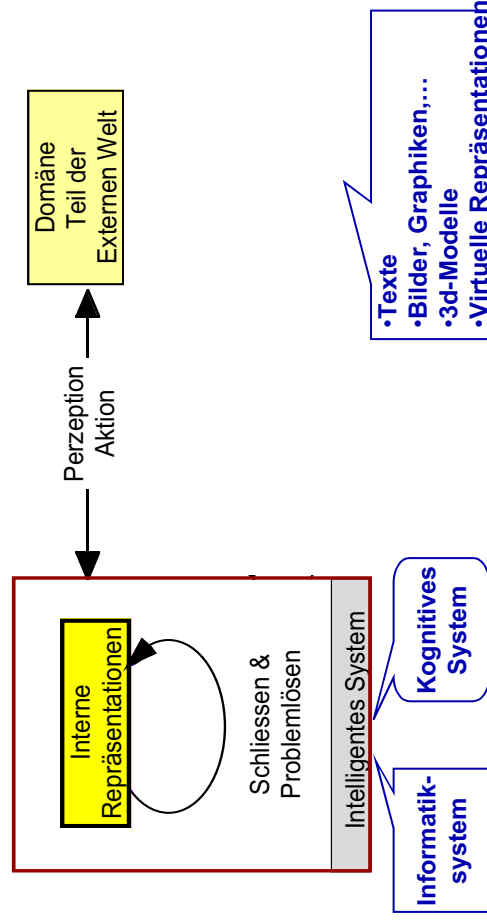 Interne
Repräsentationen
Schliessen &
Problemlösen
Intelligentes System
Perzeption
Aktion
Domäne
Teil der
Externen Welt
Informatik-
system
Kognitives
System
•Texte
•Bilder, Graphiken,…
•3d-Modelle
•Virtuelle Repräsentationen